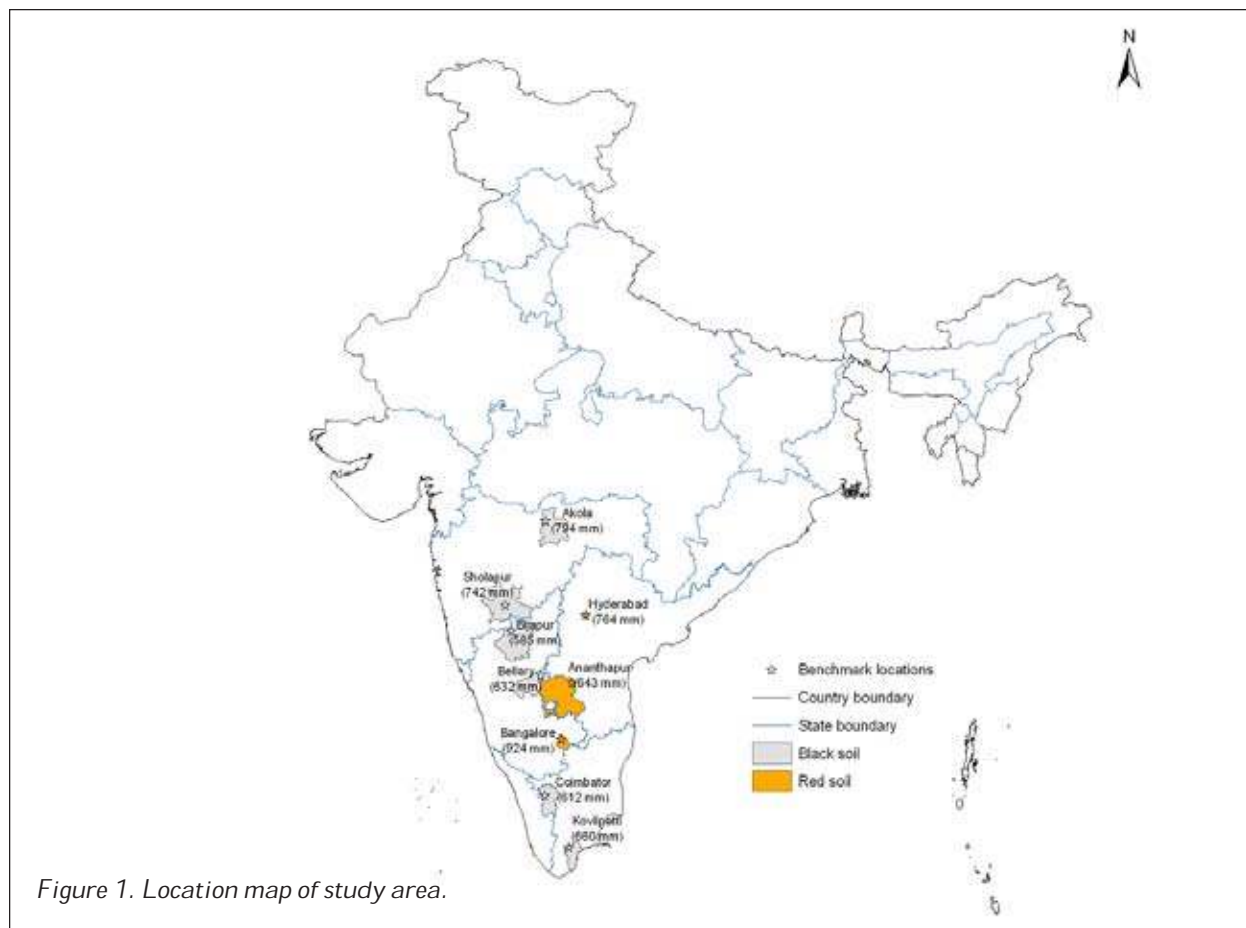 N
Akola
(794 mm)
Sholapur
(742 mm)
Hyderabad
(764 mm)
Bijapur
(585 mm)
Ananthapur
(643 mm)
Bellary
(632 mm)
Bangalore
(924 mm)
Coimbator
(612 mm)
Kovilpatti
(660 mm)
Benchmark locations
Country boundary
State boundary
Black soil
Red soil
Figure 1. Location map of study area.